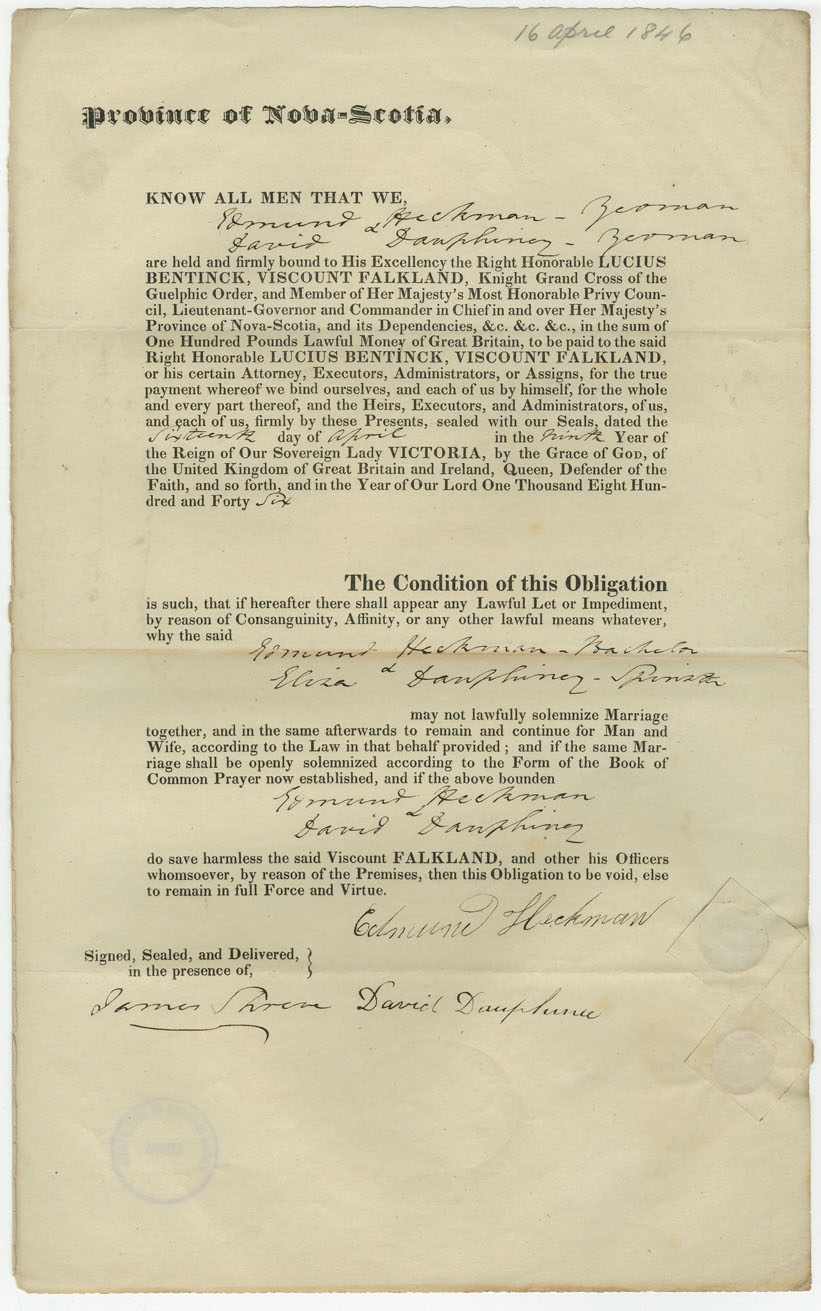 16 April 1846
Province of Nova-Scotia.
KNOW ALL MEN THAT WE,
Edmund Heckman - Yeoman
&
David Dauphiney - Yeoman
are held and firmly bound to His Excellency the Right Honorable LUCIUS
BENTINCK, VISCOUNT FALKLAND, Knight Grand Cross of the
Guelphic Order, and Member of Her Majesty's Most Honorable Privy Coun-
cil, Lieutenant-Governor and Commander in Chief in and over Her Majesty's
Province of Nova-Scotia, and its Dependencies, &c. &c. &c., in the sum of
One Hundred Pounds Lawful Money of Great Britain, to be paid to the said
Right Honorable LUCIUS BENTINCK, VISCOUNT FALKLAND,
or his certain Attorney, Executors, Administrators, or Assigns, for the true
payment whereof we bind ourselves, and each of us by himself, for the whole
and every part thereof, and the Heirs, Executors, and Administrators, of us,
and each of us, firmly by these Presents, sealed with our Seals, dated the
Sixteenth day of April in the ninth Year of
the Reign of Our Sovereign Lady VICTORIA, by the Grace of GOD, of
the United Kingdom of Great Britain and Ireland, Queen, Defender of the
Faith, and so forth, and in the Year of Our Lord One Thousand Eight Hun-
dred and Forty Six
The Condition of this Obligation
is such, that if hereafter there shall appear any Lawful Let or Impediment,
by reason of Consanguinity, Affinity, or any other lawful means whatever,
why the said
Edmund Heckman - Bachelor
&
Eliza Dauphiney - Spinster
may not lawfully solemnize Marriage
together, and in the same afterwards to remain and continue for Man and
Wife, according to the Law in that behalf provided ; and if the same Mar-
riage shall be openly solemnized according to the Form of the Book of
Common Prayer now established, and if the above bounden
Edmund Heckman
&
David Dauphiney
do save harmless the said Viscount FALKLAND, and other his Officers
whomsoever, by reason of the Premises, then this Obligation to be void, else
to remain in full Force and Virtue.
Edmund Heckman
Signed, Sealed, and Delivered,
in the presence of,
James Shreve David Dauphinee